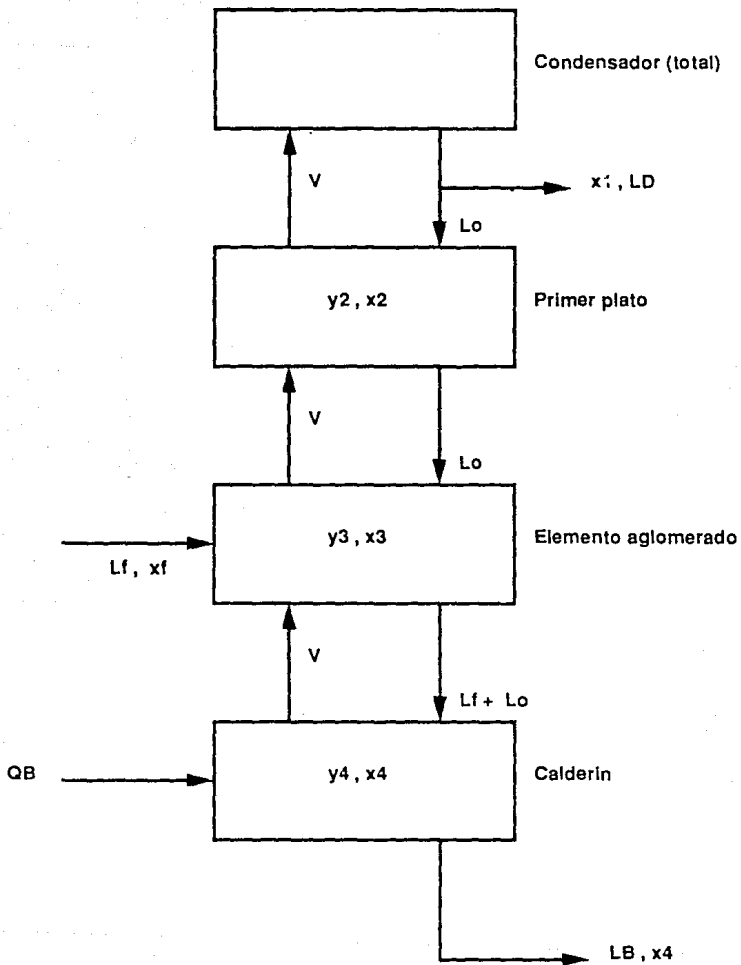 Condensador (total)
V
x1, LD
Lo
y2, x2
Primer plato
V
Lo
y3, x3
Elemento aglomerado
Lf, xf
V
Lf + Lo
QB
y4, x4
Calderin
LB, x4